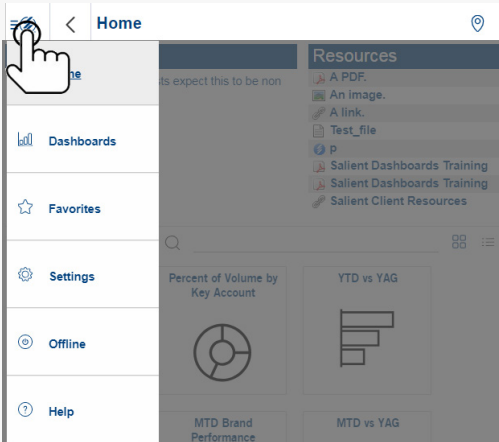 Home
Resources
sts expect this to be non
A PDF.
An image.
A link.
Test_file
p
Salient Dashboards Training
Salient Dashboards Training
Salient Client Resources
Dashboards
Favorites
Settings
Offline
Help
Percent of Volume by
Key Account
YTD vs YAG
MTD Brand
Performance
MTD vs YAG